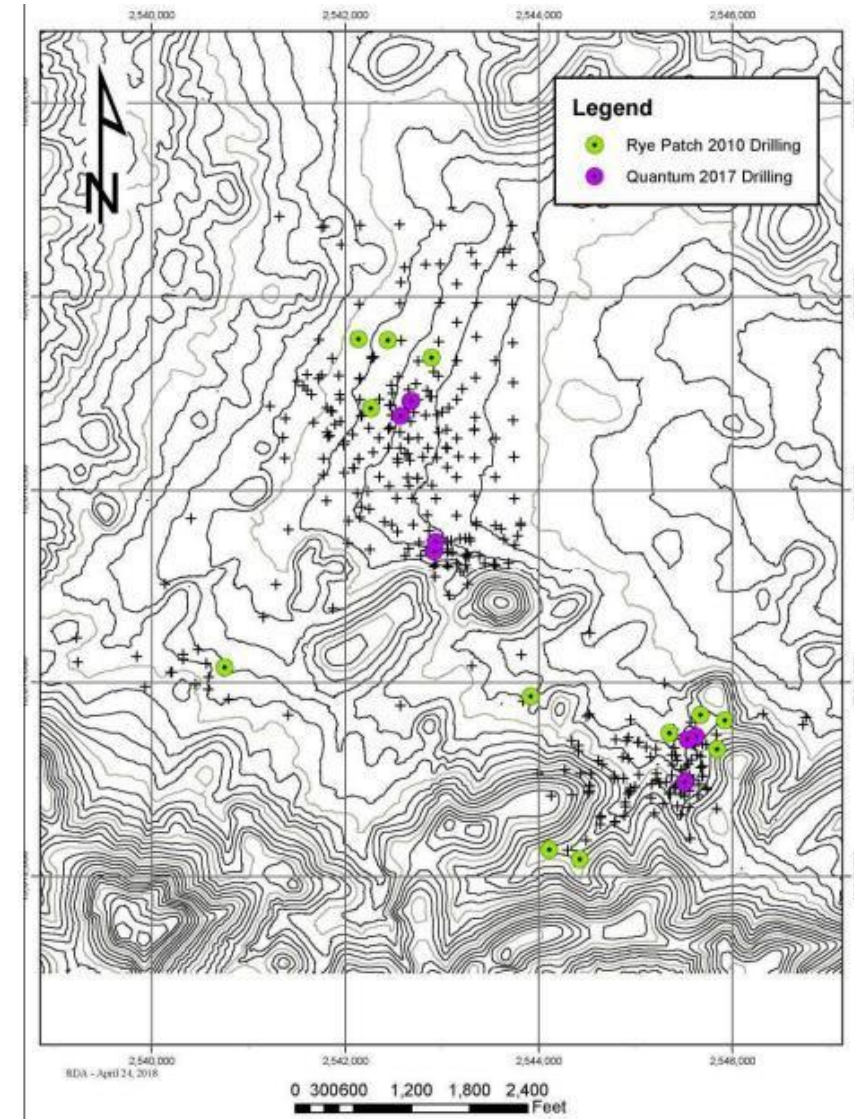 2,540,000 2,542,000 2,544,000 2,546,000
Legend
Rye Patch 2010 Drilling
Quantum 2017 Drilling
N
2,540,000 2,542,000 2,544,000 2,546,000
RDA - April 24, 2018
0 300600 1,200 1,800 2,400
Feet